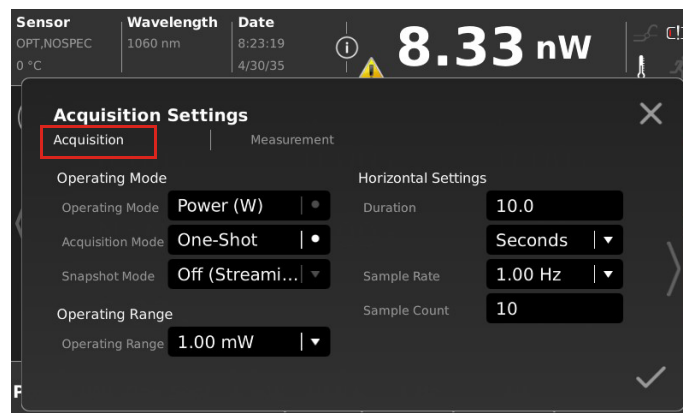 Sensor Wavelength Date
OPT,NOSPEC 1060 nm 8:23:19
0 °C 4/30/35
8.33 nW
Acquisition Settings
Acquisition Measurement
Operating Mode Horizontal Settings
Operating Mode Power (W) Duration 10.0
Acquisition Mode One-Shot Seconds
Snapshot Mode Off (Streami... Sample Rate 1.00 Hz
Operating Range Sample Count 10
Operating Range 1.00 mW